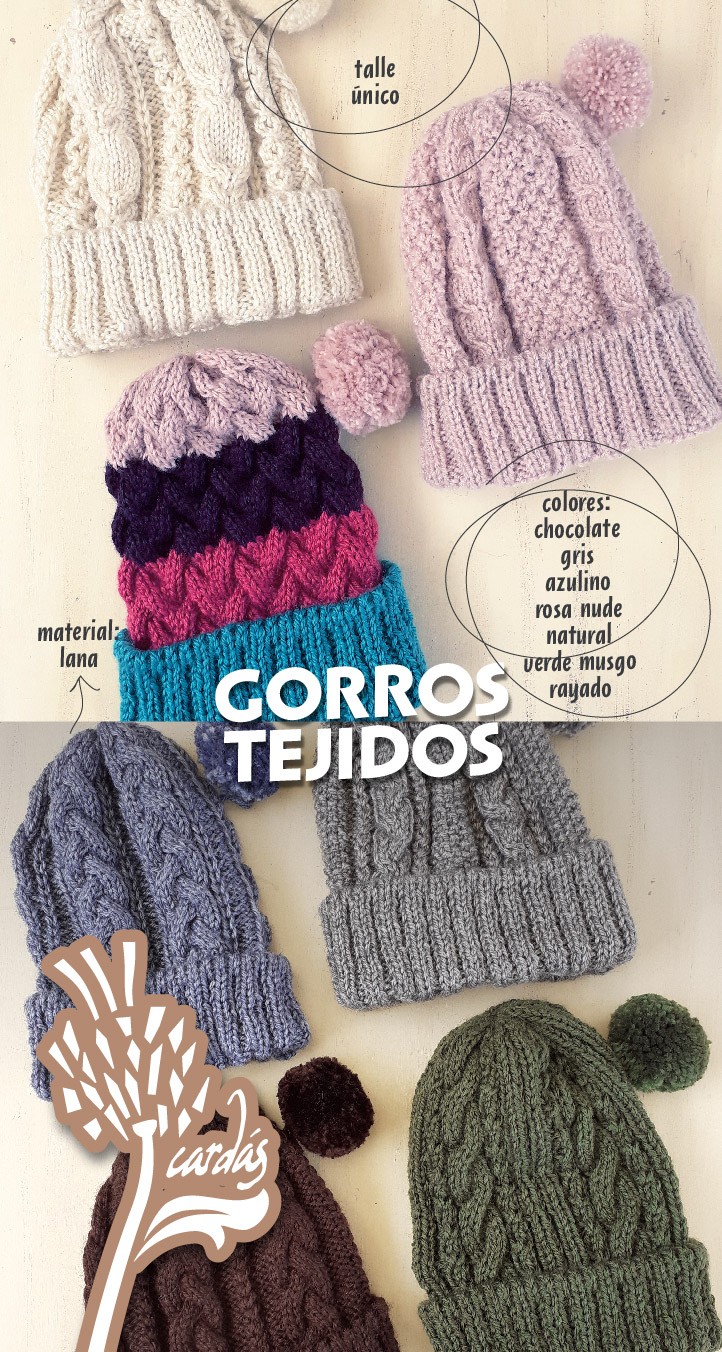 talle
único
colores:
chocolate
gris
azulino
rosa nude
natural
verde musgo
rayado
material:
lana
GORROS
TEJIDOS
cardás